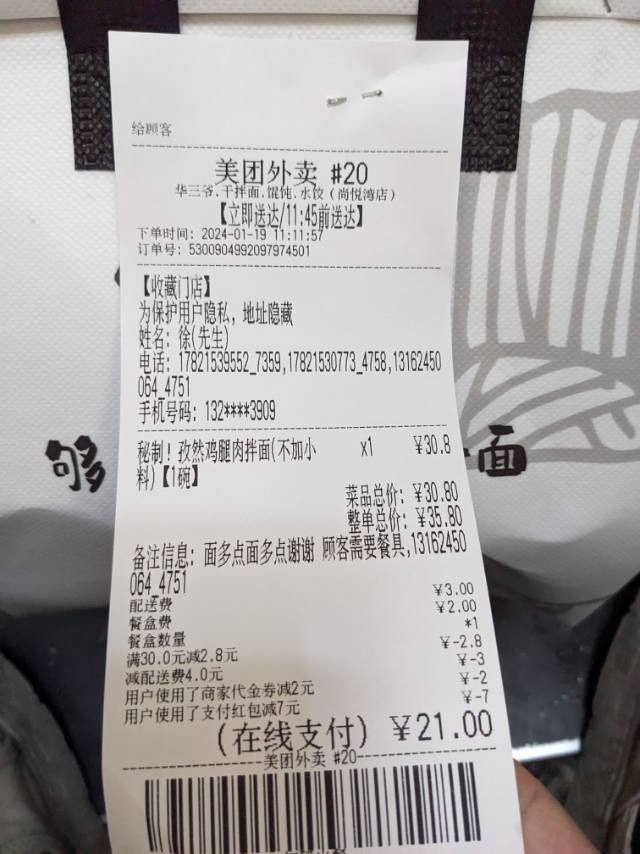 给顾客
美团外卖 #20
华三爷.干拌面.馄饨.水饺(尚悦湾店)
【立即送达/11:45前送达】
下单时间: 2024-01-19 11:11:57
订单号: 5300904992097974501
【收藏门店】
为保护用户隐私, 地址隐藏
姓名: 徐(先生)
电话: 17821539552_7359,17821530773_4758,13162450
064_4751
手机号码: 132****3909
秘制! 孜然鸡腿肉拌面(不加小 x1 ¥30.8
料)【1碗】
菜品总价: ¥30.80
整单总价: ¥35.80
备注信息: 面多点面多点谢谢 顾客需要餐具,13162450
064_4751
配送费 ¥3.00
餐盒费 ¥2.00
餐盒数量 *1
满30.0元减2.8元 ¥-2.8
减配送费4.0元 ¥-3
用户使用了商家代金券减2元 ¥-2
用户使用了支付红包减7元 ¥-7
(在线支付) ¥21.00
美团外卖 #20
够
面